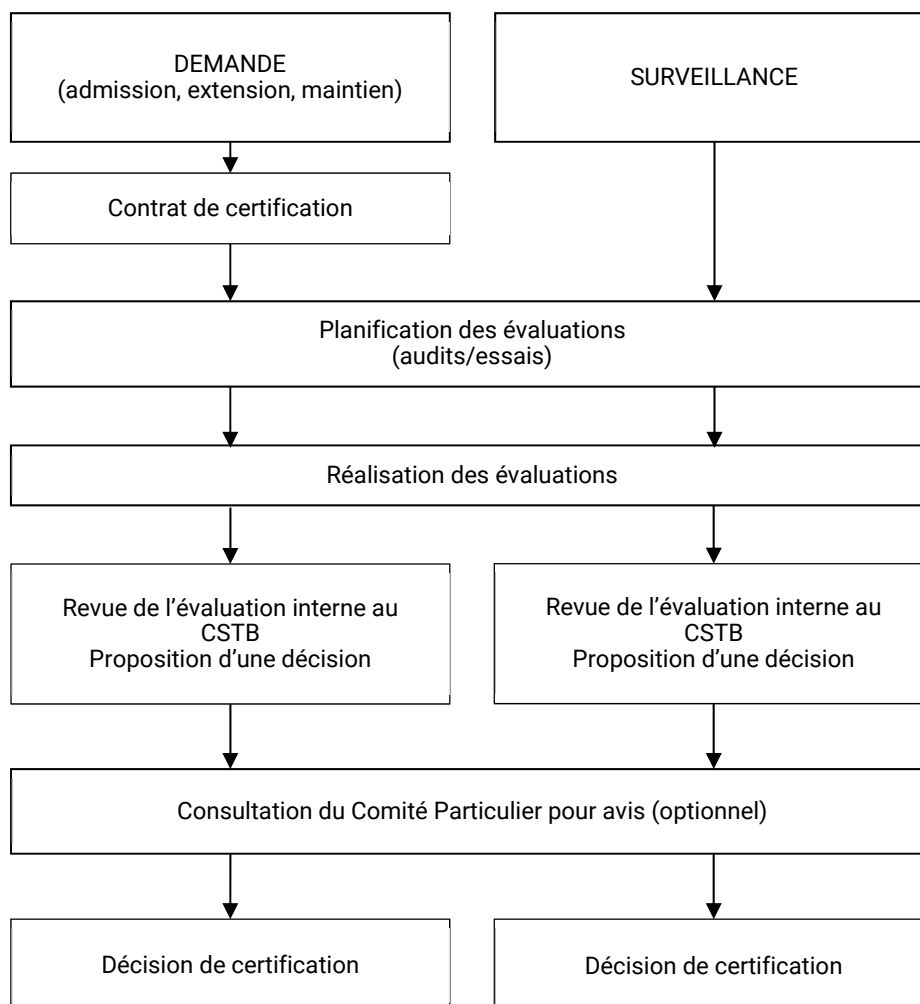 DEMANDE
(admission, extension, maintien)
SURVEILLANCE
Contrat de certification
Planification des évaluations
(audits/essais)
Réalisation des évaluations
Revue de l’évaluation interne au
CSTB
Proposition d’une décision
Revue de l’évaluation interne au
CSTB
Proposition d’une décision
Consultation du Comité Particulier pour avis (optionnel)
Décision de certification
Décision de certification